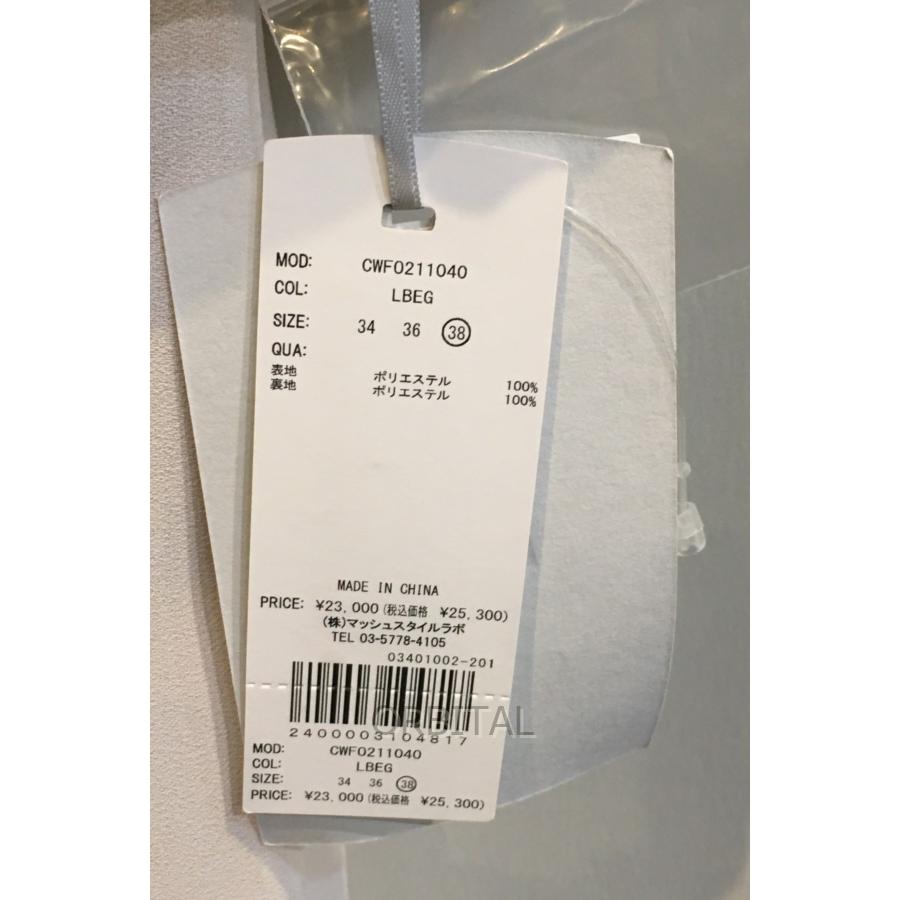 MOD: CWF0211040
COL: LBEG
SIZE: 34 36 38
QUA:
表地 ポリエステル 100%
裏地 ポリエステル 100%
MADE IN CHINA
PRICE: ¥23,000(税込価格 ¥25,300)
(株)マッシュスタイルラボ
TEL 03-5778-4105
03401002-201
ORBITAL
2400003104817
MOD: CWF0211040
COL: LBEG
SIZE: 34 36 38
PRICE: ¥23,000(税込価格 ¥25,300)